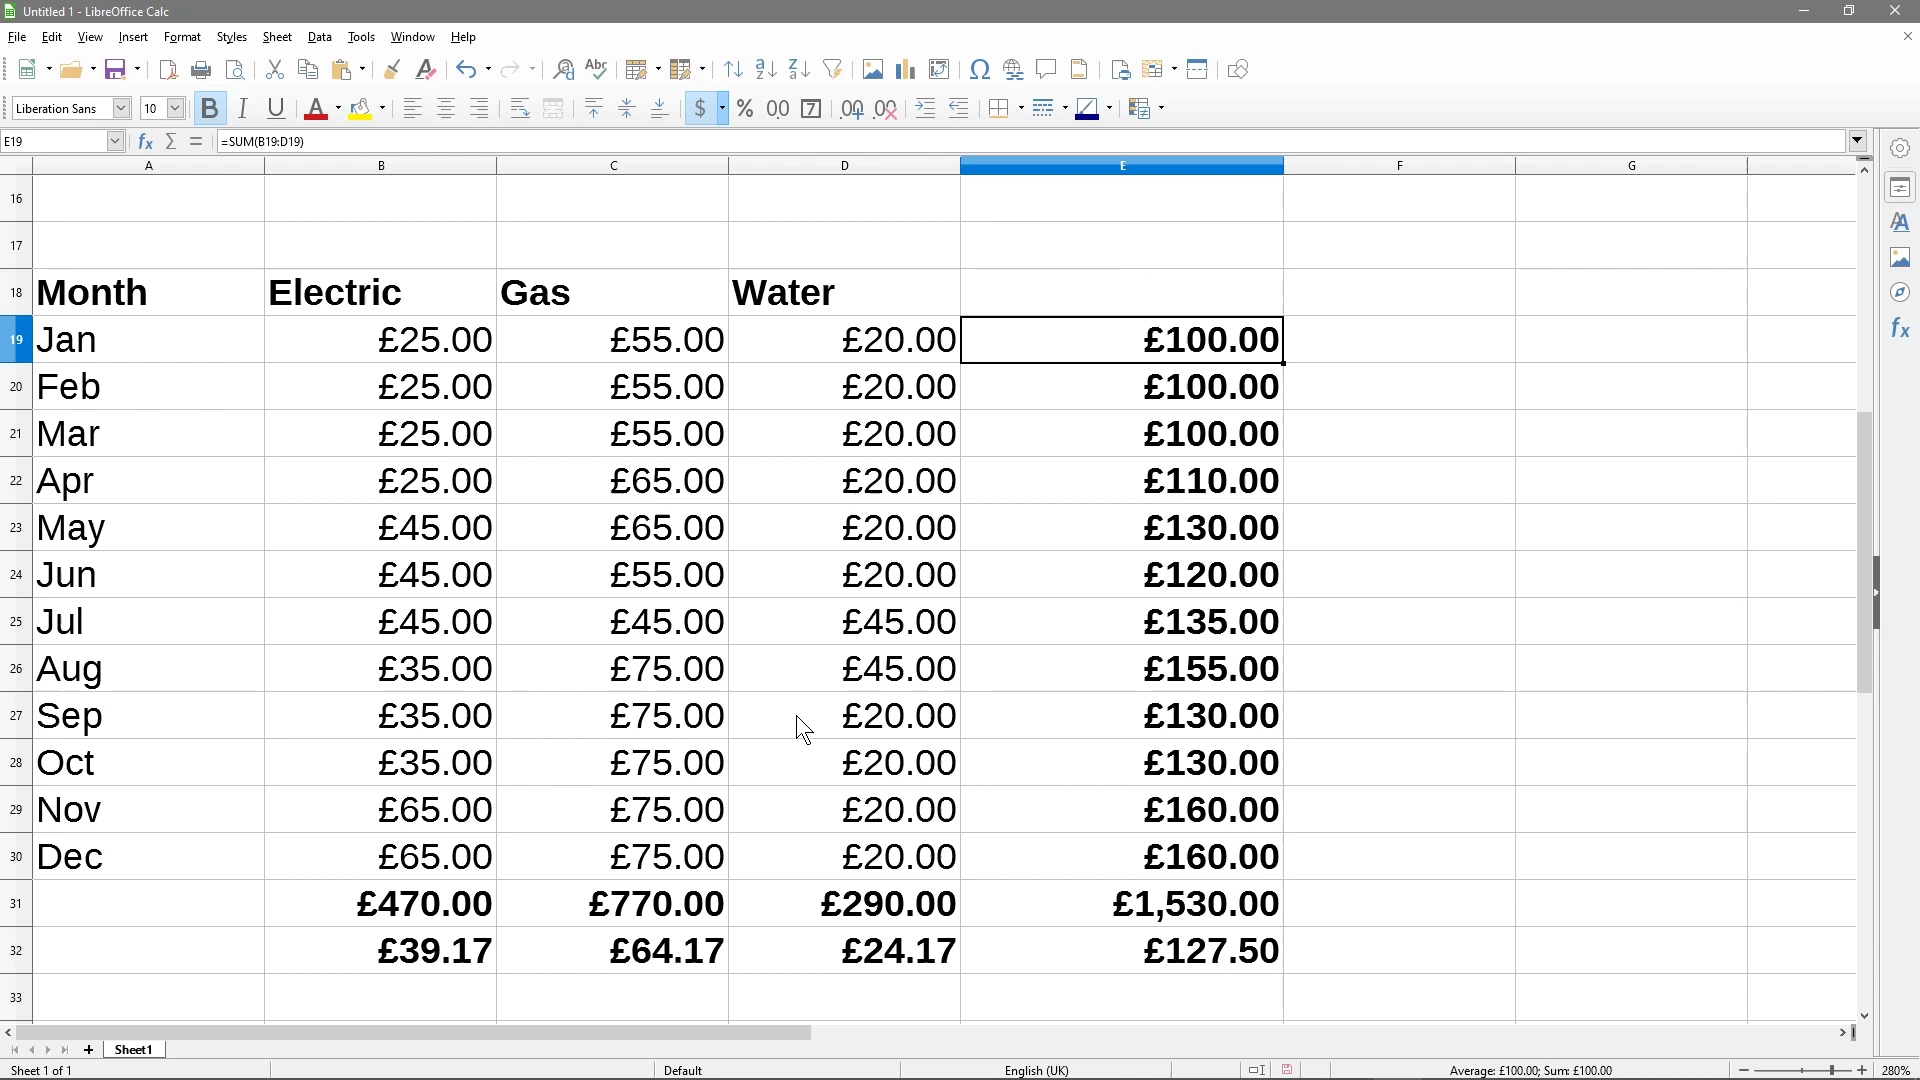 Untitled 1 - LibreOffice Calc
File Edit View Insert Format Styles Sheet Data Tools Window Help
Liberation Sans 10
E19 =SUM(B19:D19)
A B C D E F G
16
17
18 Month Electric Gas Water
19 Jan £25.00 £55.00 £20.00 £100.00
20 Feb £25.00 £55.00 £20.00 £100.00
21 Mar £25.00 £55.00 £20.00 £100.00
22 Apr £25.00 £65.00 £20.00 £110.00
23 May £45.00 £65.00 £20.00 £130.00
24 Jun £45.00 £55.00 £20.00 £120.00
25 Jul £45.00 £45.00 £45.00 £135.00
26 Aug £35.00 £75.00 £45.00 £155.00
27 Sep £35.00 £75.00 £20.00 £130.00
28 Oct £35.00 £75.00 £20.00 £130.00
29 Nov £65.00 £75.00 £20.00 £160.00
30 Dec £65.00 £75.00 £20.00 £160.00
31 £470.00 £770.00 £290.00 £1,530.00
32 £39.17 £64.17 £24.17 £127.50
33
Sheet1
Sheet 1 of 1 Default English (UK) Average: £100.00; Sum: £100.00 280%